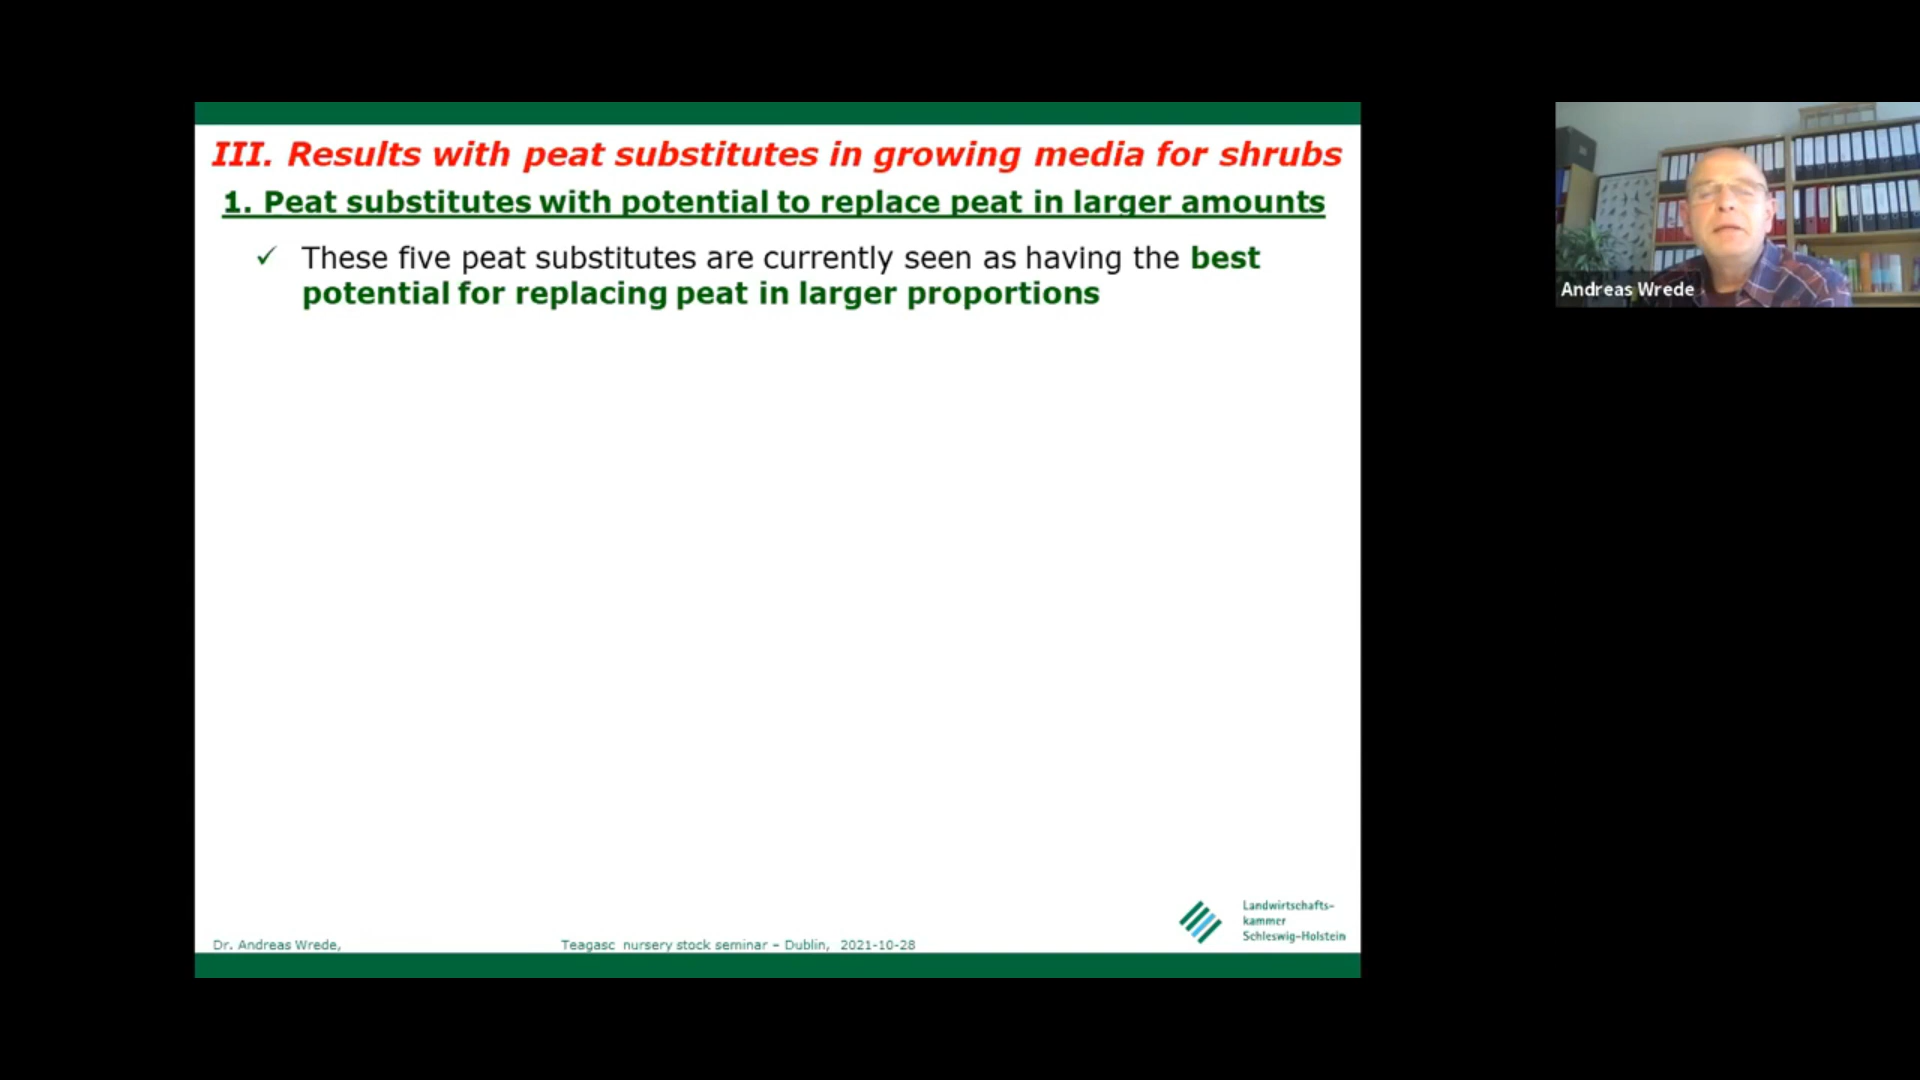 III. Results with peat substitutes in growing media for shrubs
1. Peat substitutes with potential to replace peat in larger amounts
✓ These five peat substitutes are currently seen as having the best
potential for replacing peat in larger proportions
Dr. Andreas Wrede,
Teagasc nursery stock seminar – Dublin, 2021-10-28
Landwirtschafts-
kammer
Schleswig-Holstein
Andreas Wrede